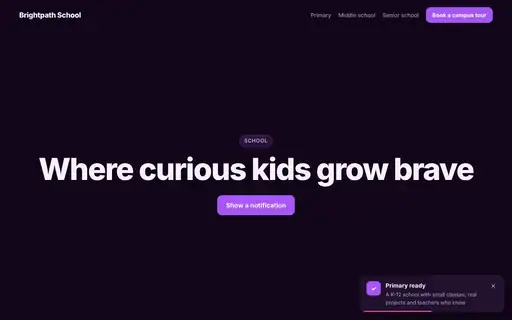 Brightpath School
Primary
Middle school
Senior school
Book a campus tour
SCHOOL
Where curious kids grow brave
Show a notification
Primary ready
A K-12 school with small classes, real
projects and teachers who know